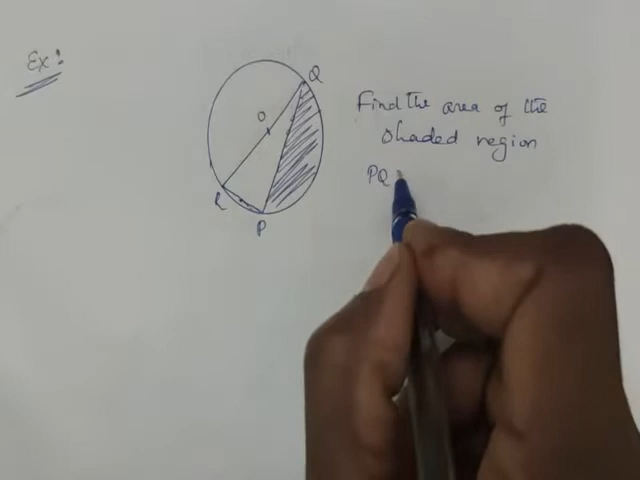 Ex:
Q
O
R
P
Find the area of the
shaded region
PQ